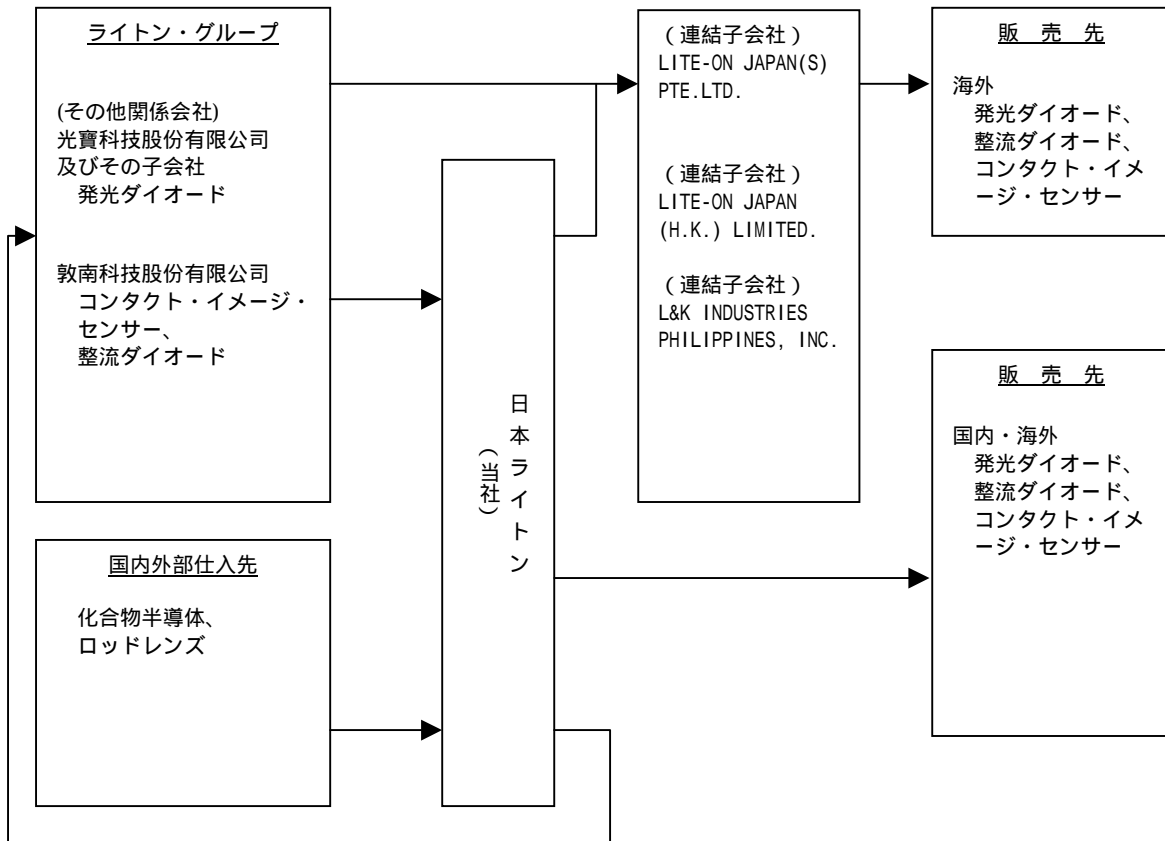 ライトン・グループ
(その他関係会社)
光寶科技股份有限公司
及びその子会社
発光ダイオード
敦南科技股份有限公司
コンタクト・イメージ・
センサー、
整流ダイオード
国内外部仕入先
化合物半導体、
ロッドレンズ
日本ライトン
(当社)
(連結子会社)
LITE-ON JAPAN(S)
PTE.LTD.
(連結子会社)
LITE-ON JAPAN
(H.K.) LIMITED.
(連結子会社)
L&K INDUSTRIES
PHILIPPINES, INC.
販 売 先
海外
発光ダイオード、
整流ダイオード、
コンタクト・イメ
ージ・センサー
販 売 先
国内・海外
発光ダイオード、
整流ダイオード、
コンタクト・イメ
ージ・センサー